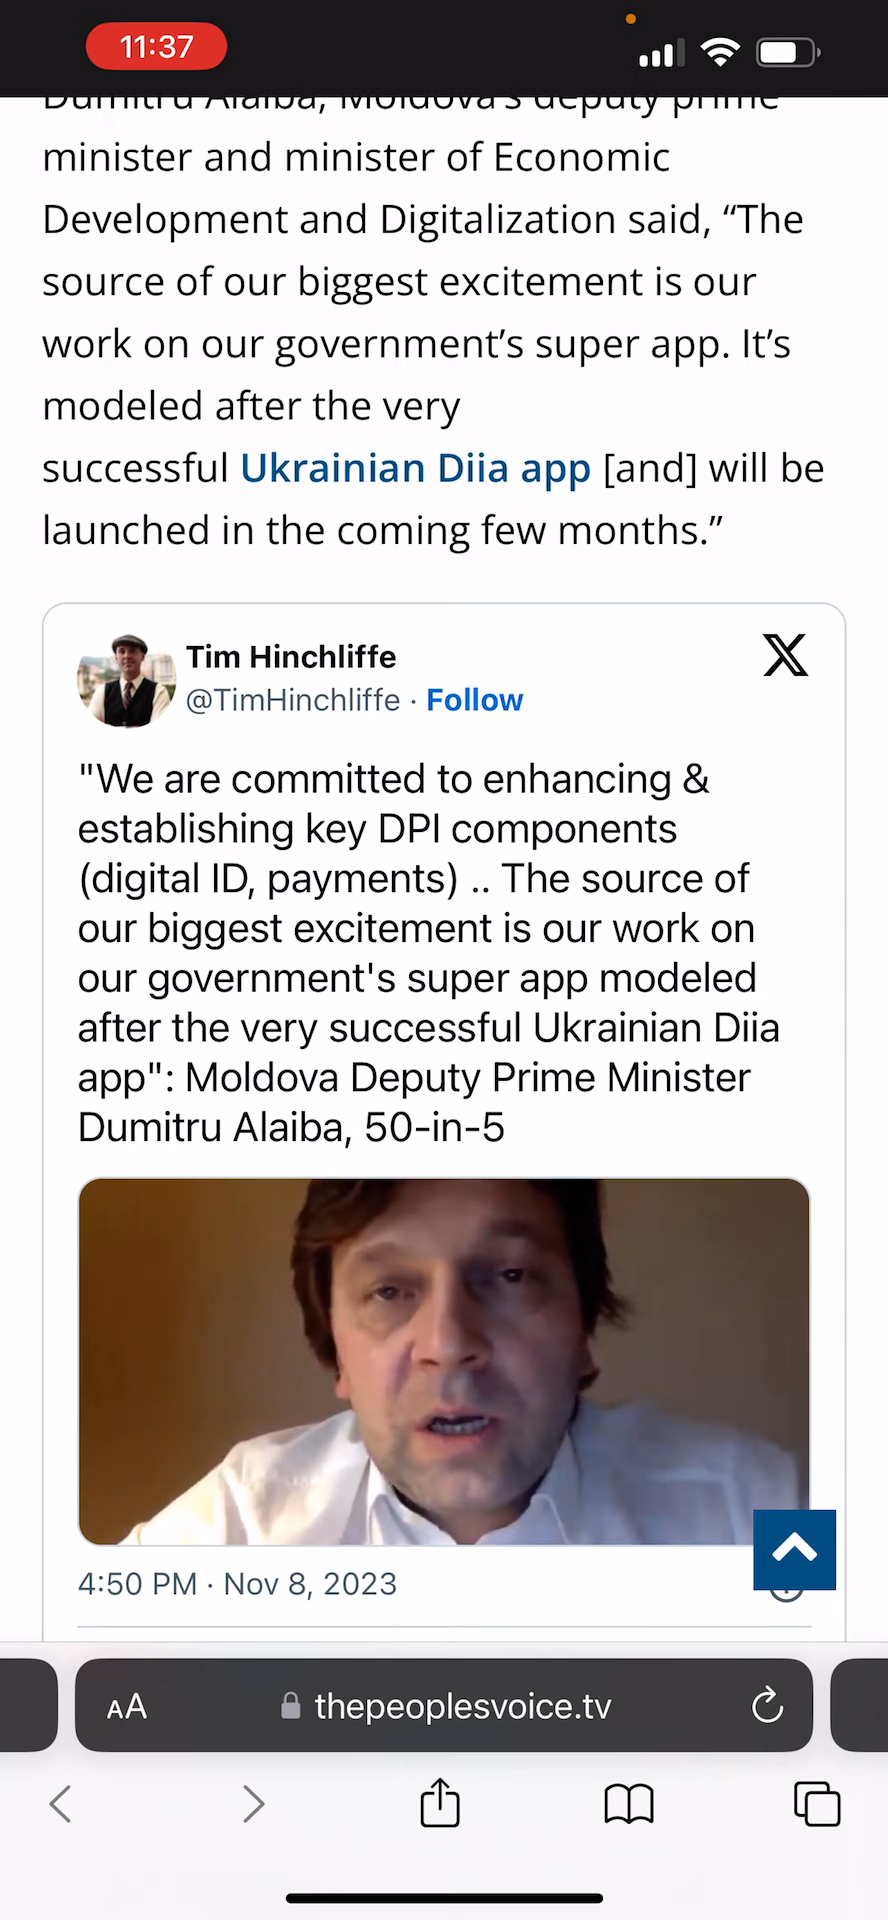 11:37
Dumitru Alaiba, Moldova's deputy prime
minister and minister of Economic
Development and Digitalization said, “The
source of our biggest excitement is our
work on our government’s super app. It’s
modeled after the very
successful Ukrainian Diia app [and] will be
launched in the coming few months.”
Tim Hinchliffe
@TimHinchliffe · Follow
"We are committed to enhancing &
establishing key DPI components
(digital ID, payments) .. The source of
our biggest excitement is our work on
our government's super app modeled
after the very successful Ukrainian Diia
app": Moldova Deputy Prime Minister
Dumitru Alaiba, 50-in-5
4:50 PM · Nov 8, 2023
AA thepeoplesvoice.tv